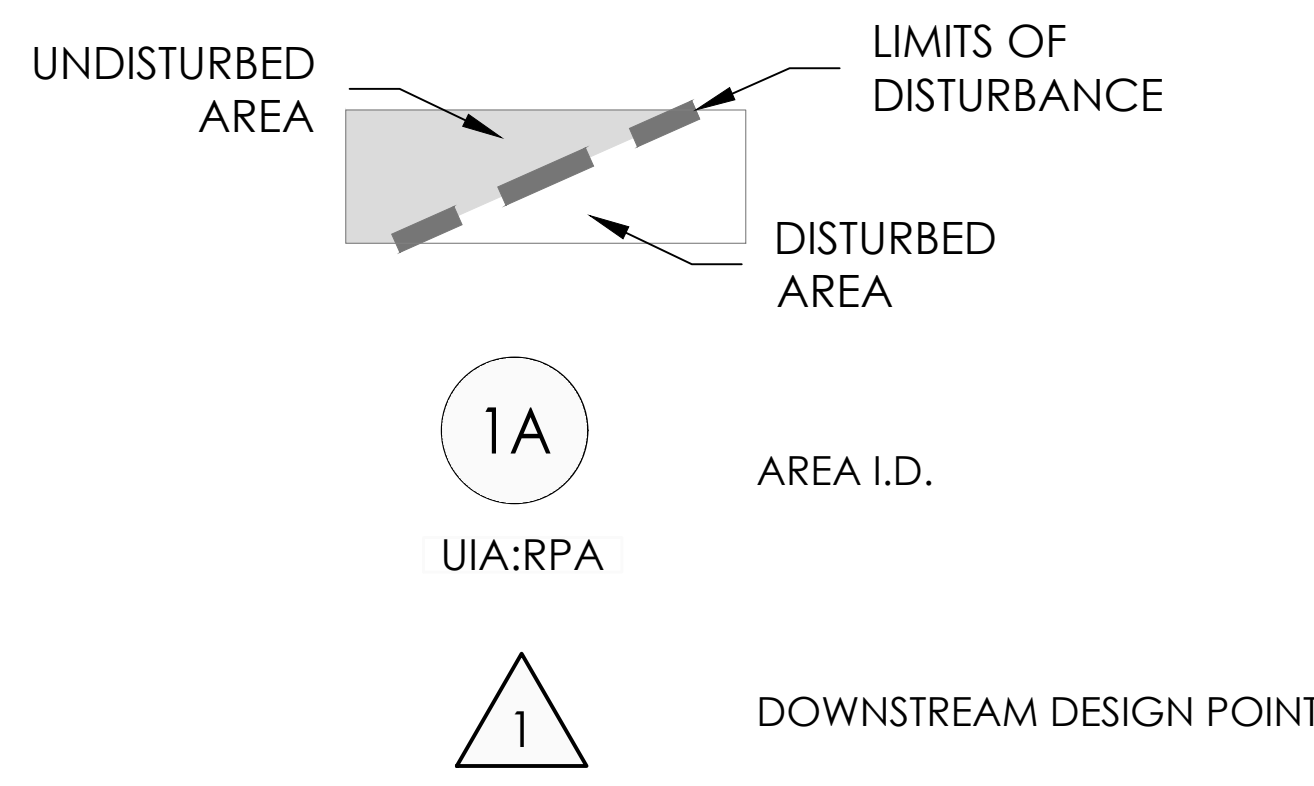 UNDISTURBED
AREA
LIMITS OF
DISTURBANCE
DISTURBED
AREA
1A
AREA I.D.
UIA:RPA
1
DOWNSTREAM DESIGN POINT